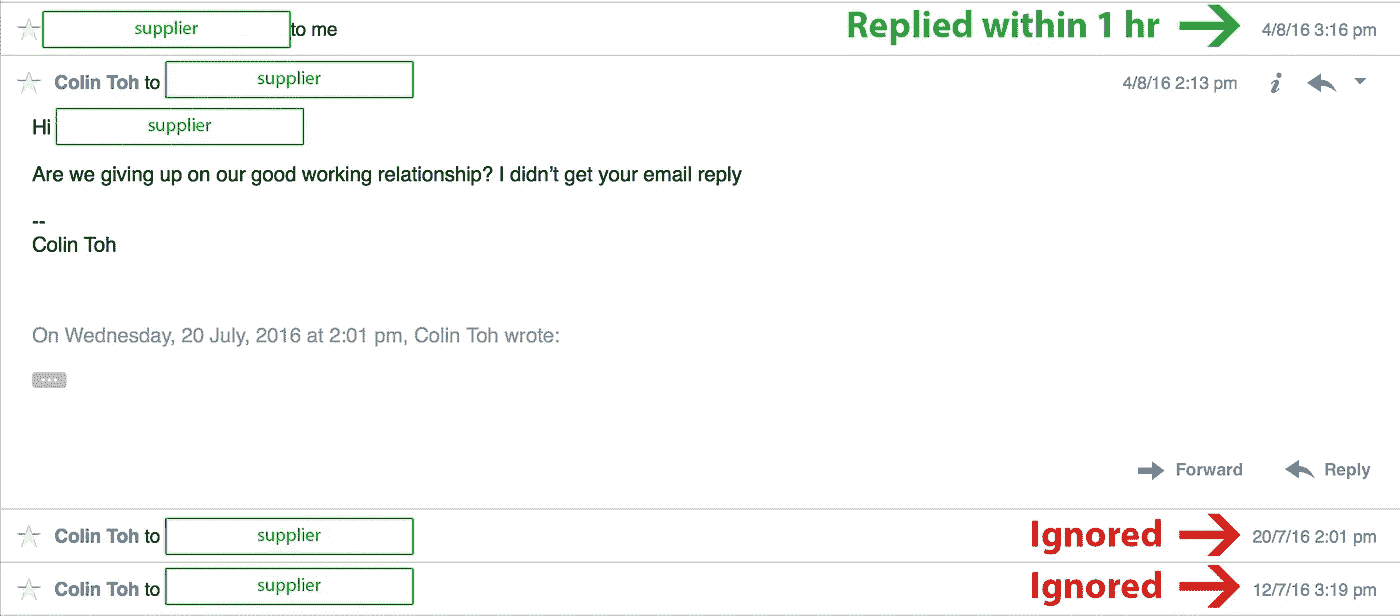 supplier to me Replied within 1 hr 4/8/16 3:16 pm
Colin Toh to supplier 4/8/16 2:13 pm i
Hi supplier
Are we giving up on our good working relationship? I didn't get your email reply
--
Colin Toh
On Wednesday, 20 July, 2016 at 2:01 pm, Colin Toh wrote:
Forward Reply
Colin Toh to supplier Ignored 20/7/16 2:01 pm
Colin Toh to supplier Ignored 12/7/16 3:19 pm